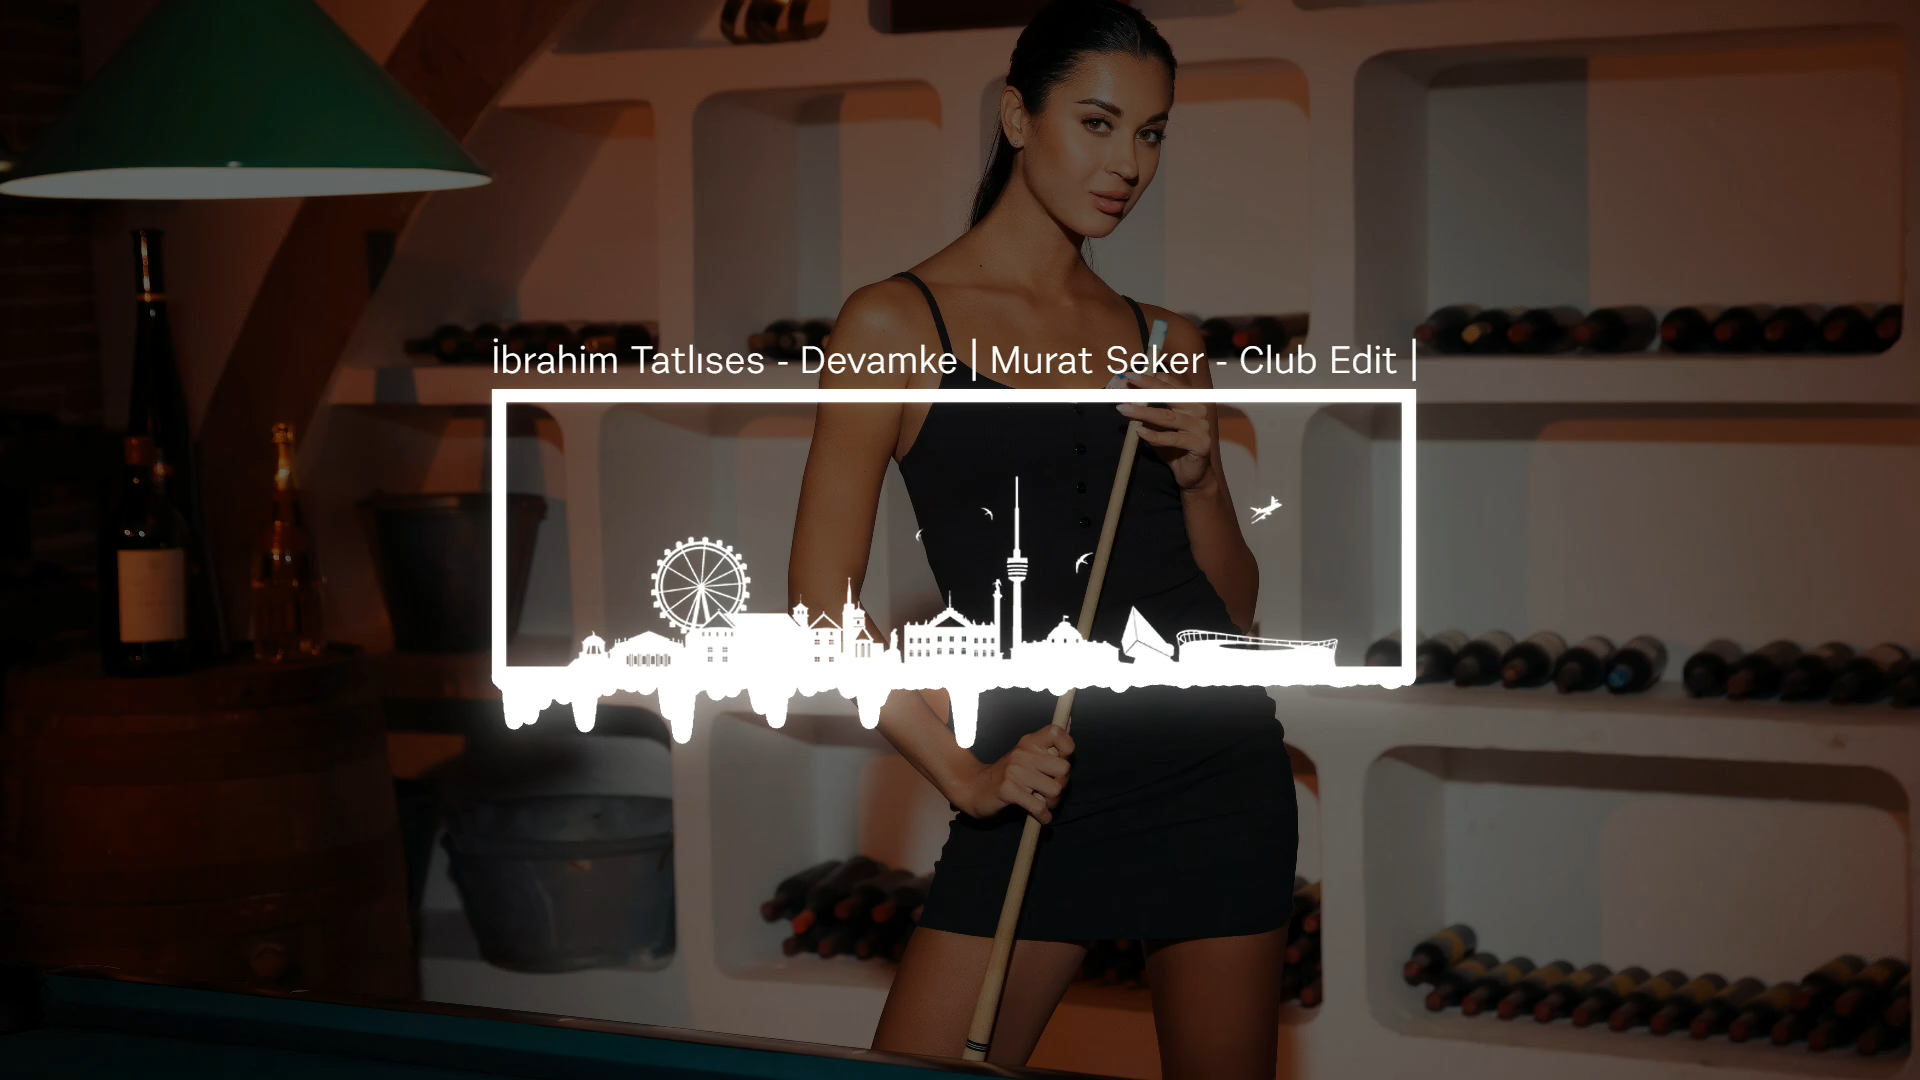 İbrahim Tatlıses - Devamke | Murat Seker - Club Edit |